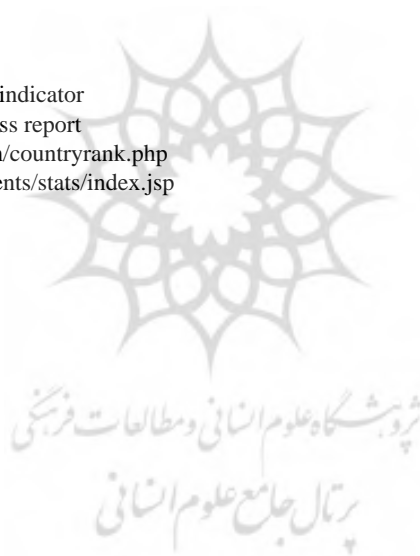 indicator
ss report
/countryrank.php
ents/stats/index.jsp
پژوهشگاه علوم انسانی و مطالعات فرهنگی
پرتال جامع علوم انسانی